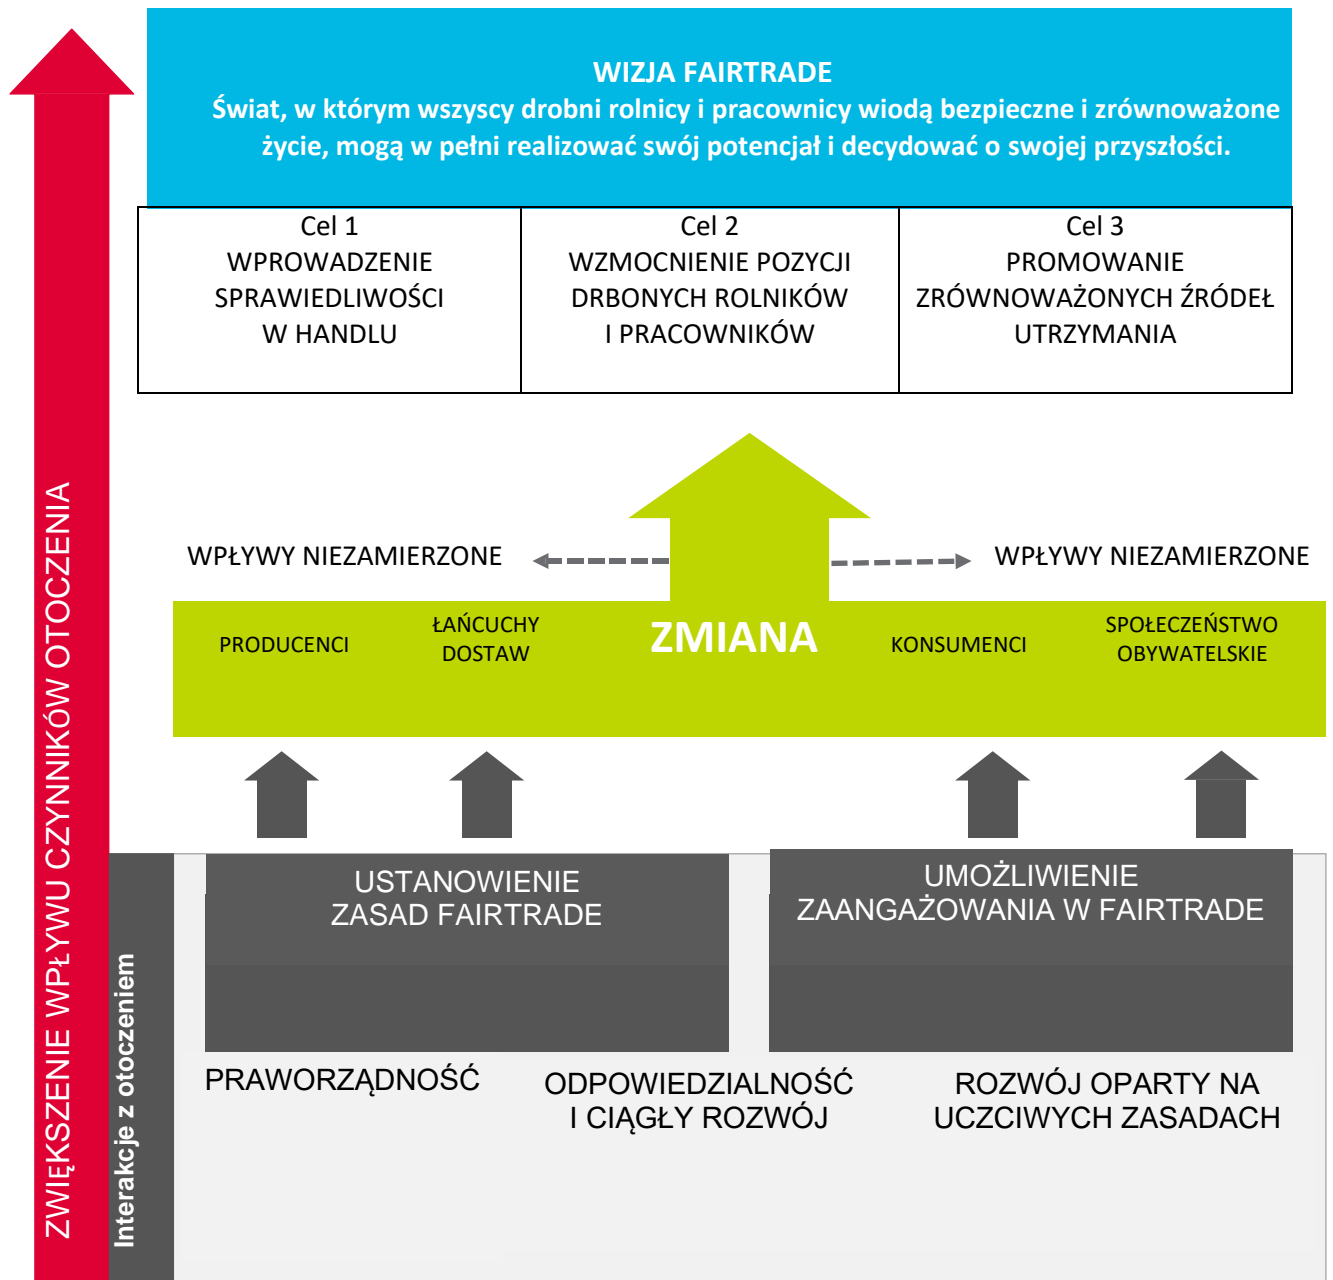 WIZJA FAIRTRADE
Świat, w którym wszyscy drobni rolnicy i pracownicy wiodą bezpieczne i zrównoważone
życie, mogą w pełni realizować swój potencjał i decydować o swojej przyszłości.
Cel 1
WPROWADZENIE
SPRAWIEDLIWOŚCI
W HANDLU
Cel 2
WZMOCNIENIE POZYCJI
DRBONYCH ROLNIKÓW
I PRACOWNIKÓW
Cel 3
PROMOWANIE
ZRÓWNOWAŻONYCH ŹRÓDEŁ
UTRZYMANIA
WPŁYWY NIEZAMIERZONE
WPŁYWY NIEZAMIERZONE
PRODUCENCI
ŁAŃCUCHY
DOSTAW
ZMIANA
KONSUMENCI
SPOŁECZEŃSTWO
OBYWATELSKIE
USTANOWIENIE
ZASAD FAIRTRADE
UMOŻLIWIENIE
ZAANGAŻOWANIA W FAIRTRADE
PRAWORZĄDNOŚĆ
ODPOWIEDZIALNOŚĆ
I CIĄGŁY ROZWÓJ
ROZWÓJ OPARTY NA
UCZCIWYCH ZASADACH
ZWIĘKSZENIE WPŁYWU CZYNNIKÓW OTOCZENIA
Interakcje z otoczeniem